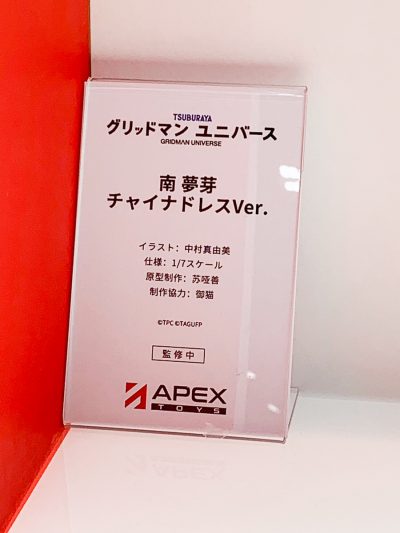 TSUBURAYA
グリッドマン ユニバース
GRIDMAN UNIVERSE
南 夢芽
チャイナドレスVer.
イラスト：中村真由美
仕様：1/7スケール
原型制作：苏哑善
制作協力：御猫
©TPC ©TAGUFP
監修中
APEX
TOYS